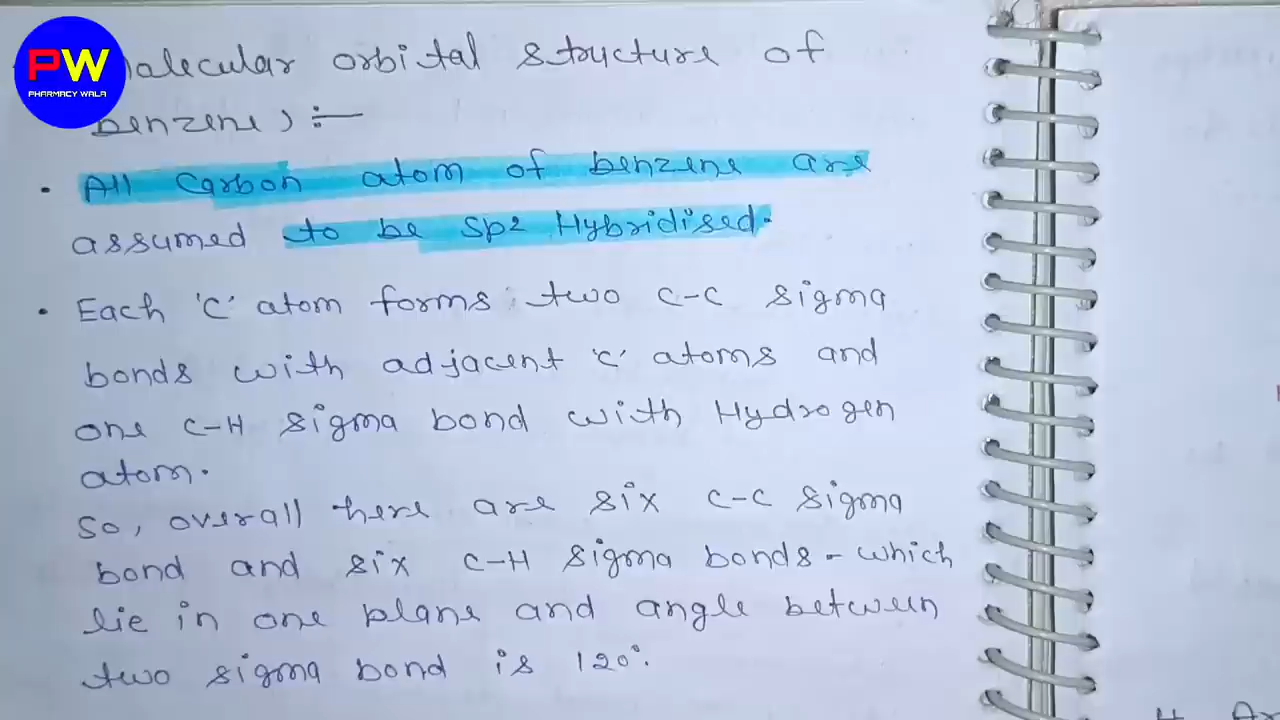 PW
PHARMACY WALA
Molecular orbital structure of
benzene) :-
• All Carbon atom of benzene are
assumed to be Sp2 Hybridised.
• Each 'C' atom forms two C-C sigma
bonds with adjacent 'C' atoms and
one C-H sigma bond with Hydrogen
atom.
So, overall here are six C-C sigma
bond and six C-H sigma bonds - which
lie in one plane and angle between
two sigma bond is 120°.